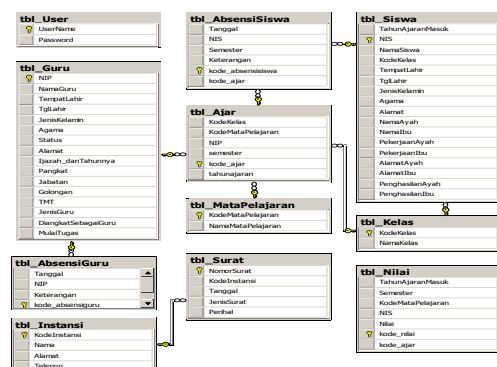 tbl_User
UserName
Password
tbl_Guru
NIP
NamaGuru
TempatLahir
TglLahir
JenisKelamin
Agama
Status
Alamat
Ijazah_danTahunnya
Pangkat
Jabatan
Golongan
TMT
JenisGuru
DiangkatSebagaiGuru
MulaiTugas
tbl_AbsensiGuru
Tanggal
NIP
Keterangan
kode_absensiguru
tbl_Instansi
KodeInstansi
Nama
Alamat
Telepon
tbl_AbsensiSiswa
Tanggal
NIS
Semester
Keterangan
kode_absensisiswa
kode_ajar
tbl_Ajar
KodeKelas
KodeMataPelajaran
NIP
semester
kode_ajar
tahunajaran
tbl_MataPelajaran
KodeMataPelajaran
NamaMataPelajaran
tbl_Surat
NomorSurat
KodeInstansi
Tanggal
JenisSurat
Perihal
tbl_Siswa
TahunAjaranMasuk
NIS
NamaSiswa
KodeKelas
TempatLahir
TglLahir
JenisKelamin
Agama
Alamat
NamaAyah
NamaIbu
PekerjaanAyah
PekerjaanIbu
AlamatAyah
AlamatIbu
PenghasilanAyah
PenghasilanIbu
tbl_Kelas
KodeKelas
NamaKelas
tbl_Nilai
TahunAjaranMasuk
Semester
KodeMataPelajaran
NIS
Nilai
kode_nilai
kode_ajar